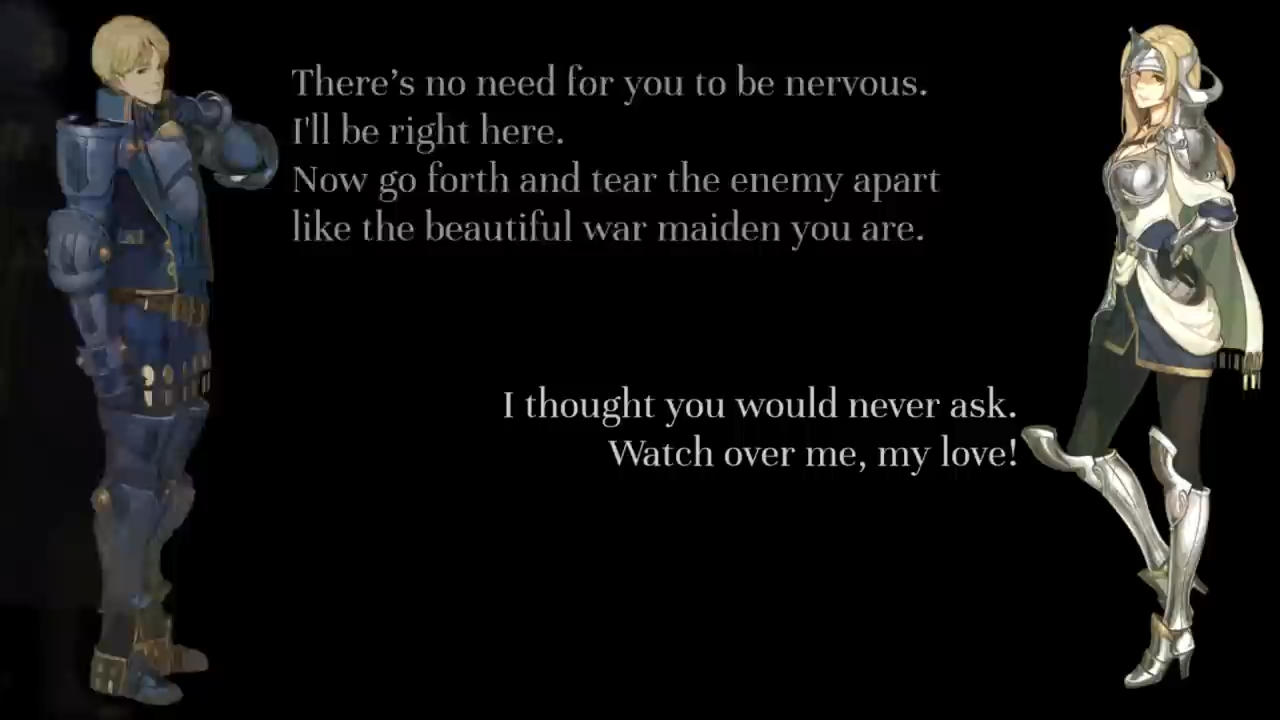 There’s no need for you to be nervous.
I'll be right here.
Now go forth and tear the enemy apart
like the beautiful war maiden you are.
I thought you would never ask.
Watch over me, my love!